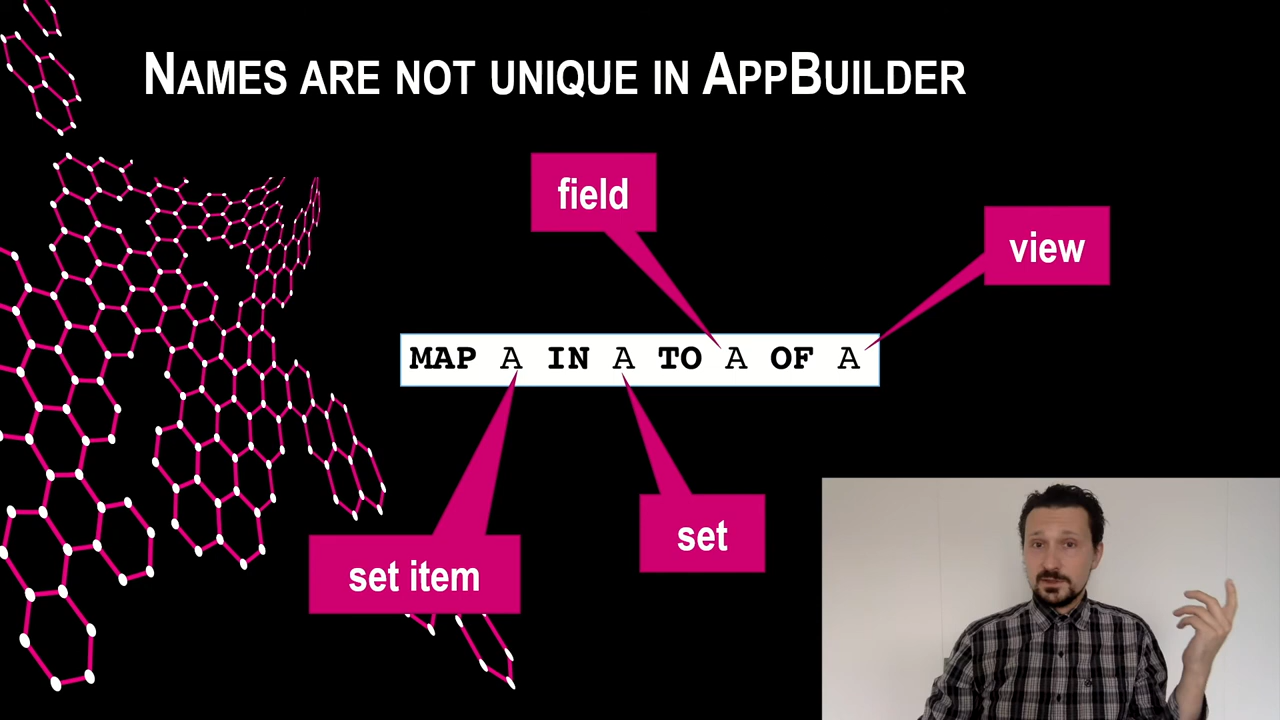 NAMES ARE NOT UNIQUE IN APPBUILDER
field
view
MAP A IN A TO A OF A
set
set item